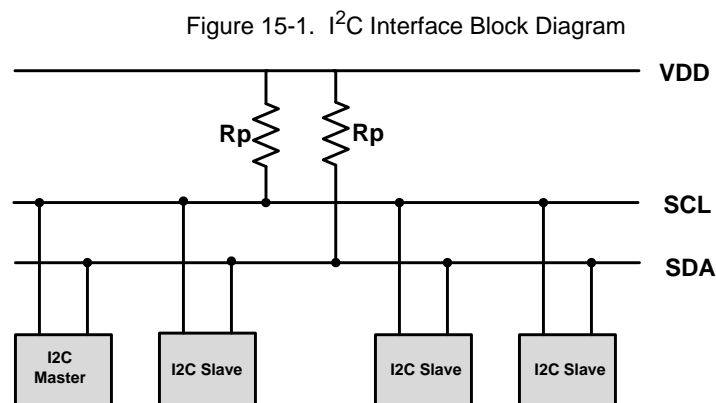 Figure 15-1. I2C Interface Block Diagram
VDD
Rp Rp
SCL
SDA
I2C
Master
I2C Slave
I2C Slave
I2C Slave